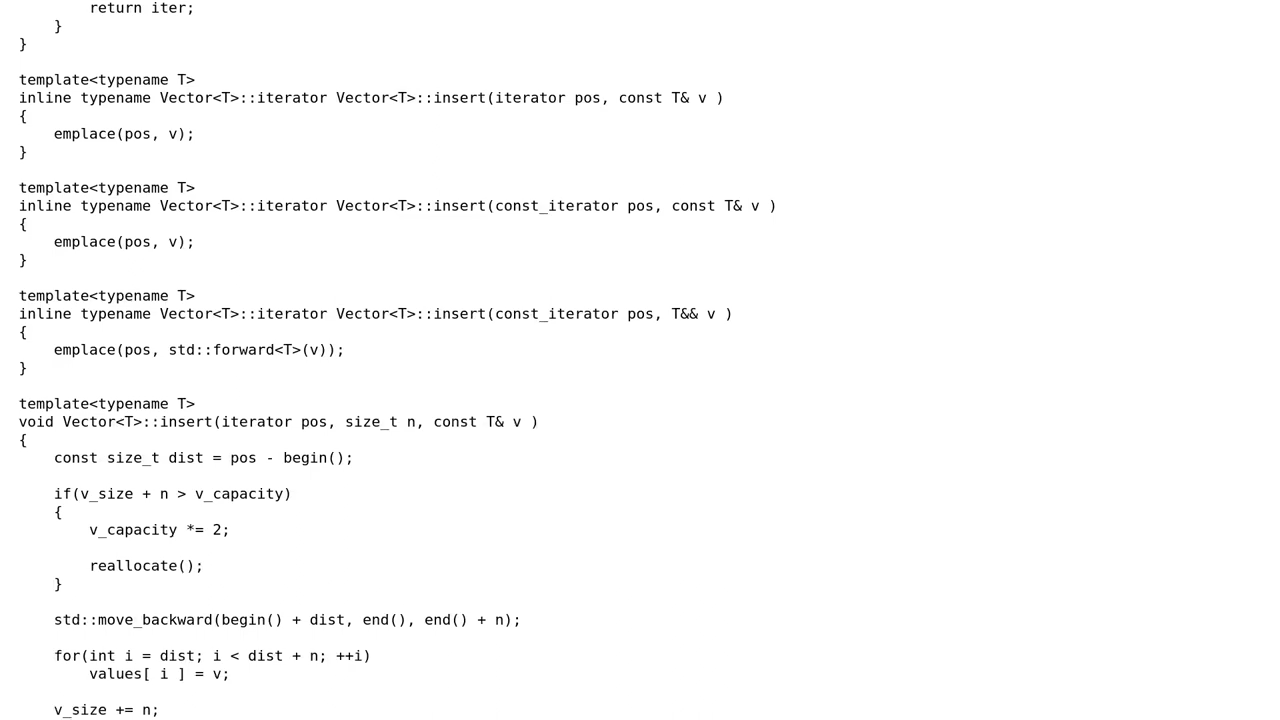 return iter;
    }
}

template<typename T>
inline typename Vector<T>::iterator Vector<T>::insert(iterator pos, const T& v )
{
    emplace(pos, v);
}

template<typename T>
inline typename Vector<T>::iterator Vector<T>::insert(const_iterator pos, const T& v )
{
    emplace(pos, v);
}

template<typename T>
inline typename Vector<T>::iterator Vector<T>::insert(const_iterator pos, T&& v )
{
    emplace(pos, std::forward<T>(v));
}

template<typename T>
void Vector<T>::insert(iterator pos, size_t n, const T& v )
{
    const size_t dist = pos - begin();

    if(v_size + n > v_capacity)
    {
        v_capacity *= 2;

        reallocate();
    }

    std::move_backward(begin() + dist, end(), end() + n);

    for(int i = dist; i < dist + n; ++i)
        values[ i ] = v;

    v_size += n;